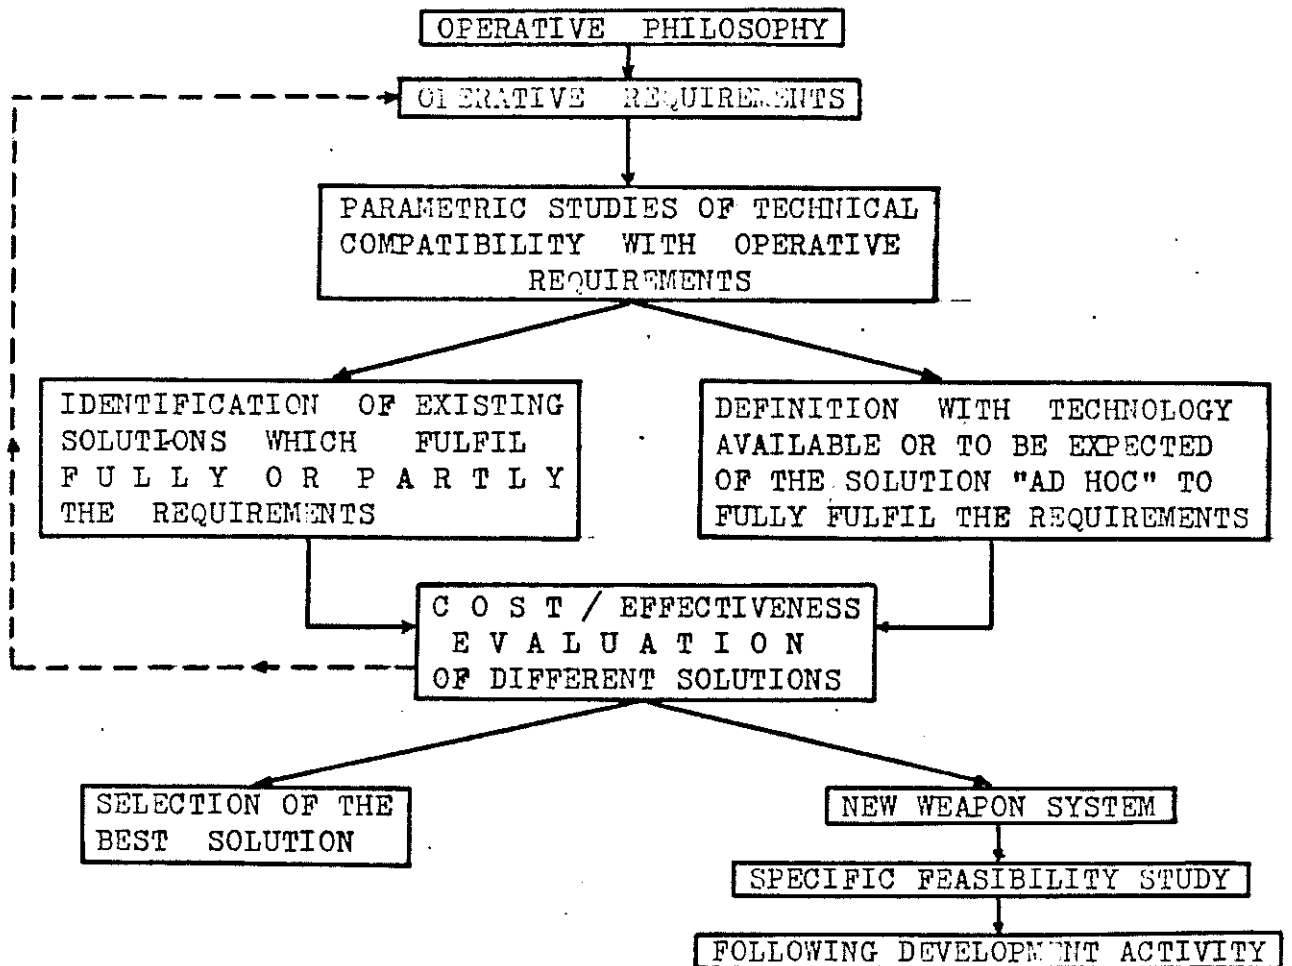 OPERATIVE PHILOSOPHY
OPERATIVE REQUIREMENTS
PARAMETRIC STUDIES OF TECHNICAL
COMPATIBILITY WITH OPERATIVE
REQUIREMENTS
IDENTIFICATION OF EXISTING
SOLUTIONS WHICH FULFIL
F U L L Y O R P A R T L Y
THE REQUIREMENTS
DEFINITION WITH TECHNOLOGY
AVAILABLE OR TO BE EXPECTED
OF THE SOLUTION "AD HOC" TO
FULLY FULFIL THE REQUIREMENTS
C O S T / EFFECTIVENESS
E V A L U A T I O N
OF DIFFERENT SOLUTIONS
SELECTION OF THE
BEST SOLUTION
NEW WEAPON SYSTEM
SPECIFIC FEASIBILITY STUDY
FOLLOWING DEVELOPMENT ACTIVITY